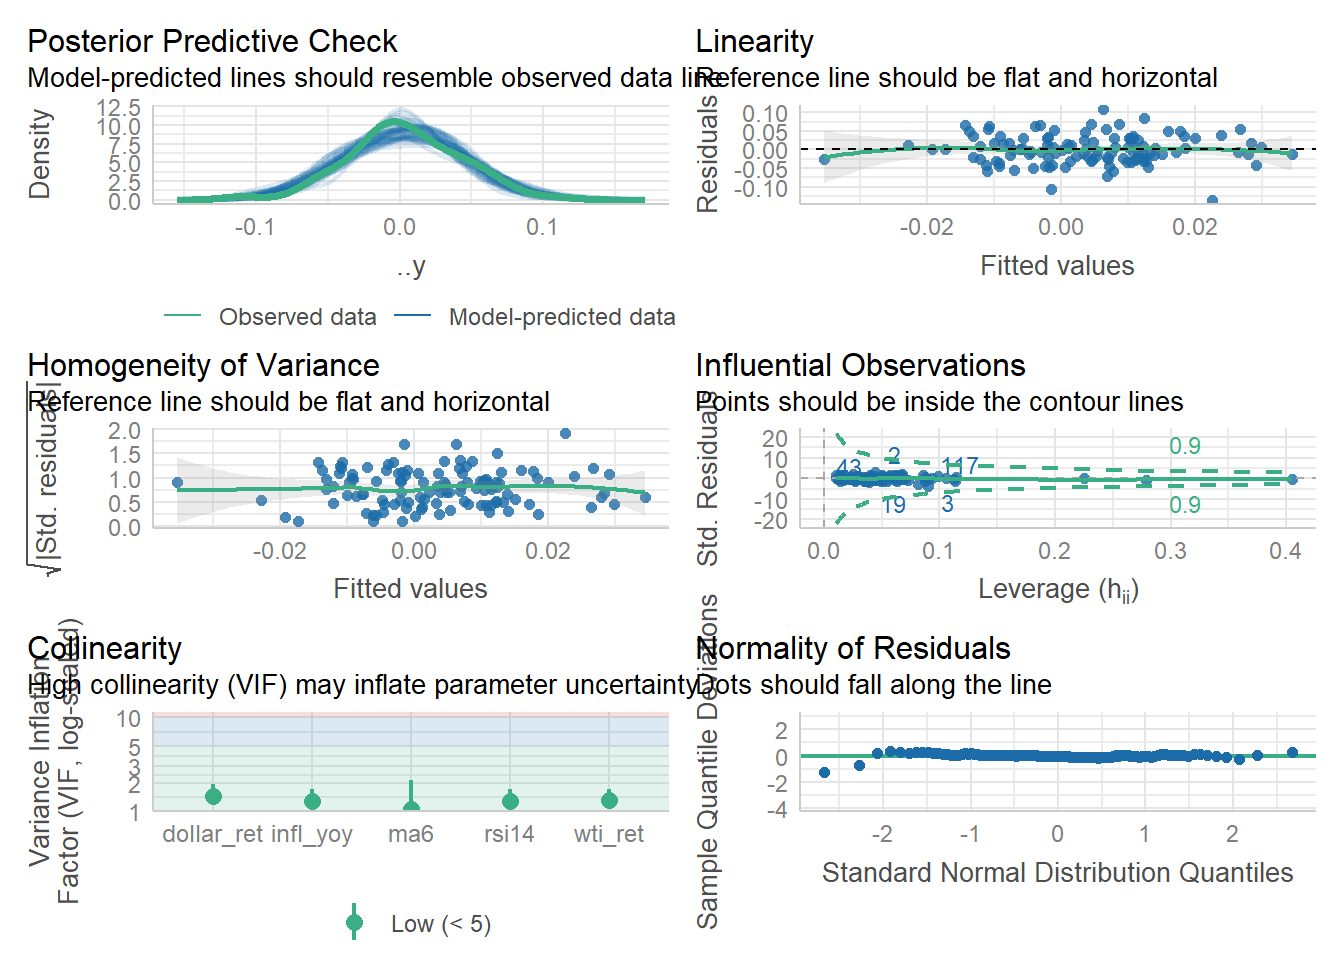 Posterior Predictive Check
Model-predicted lines should resemble observed data line
Density
12.5
10.0
7.5
5.0
2.5
0.0
-0.1
0.0
0.1
..y
Observed data
Model-predicted data
Linearity
Reference line should be flat and horizontal
Residuals
0.10
0.05
0.00
-0.05
-0.10
-0.02
0.00
0.02
Fitted values
Homogeneity of Variance
Reference line should be flat and horizontal
√|Std. residuals|
2.0
1.5
1.0
0.5
0.0
-0.02
0.00
0.02
Fitted values
Influential Observations
Points should be inside the contour lines
Std. Residuals
20
10
0
-10
-20
43
2
117
19
3
0.9
0.9
0.0
0.1
0.2
0.3
0.4
Leverage (hii)
Collinearity
High collinearity (VIF) may inflate parameter uncertainty
Variance Inflation
Factor (VIF, log-scaled)
10
5
3
2
1
dollar_ret
infl_yoy
ma6
rsi14
wti_ret
Low (< 5)
Normality of Residuals
Dots should fall along the line
Sample Quantile Deviations
2
0
-2
-4
-2
-1
0
1
2
Standard Normal Distribution Quantiles